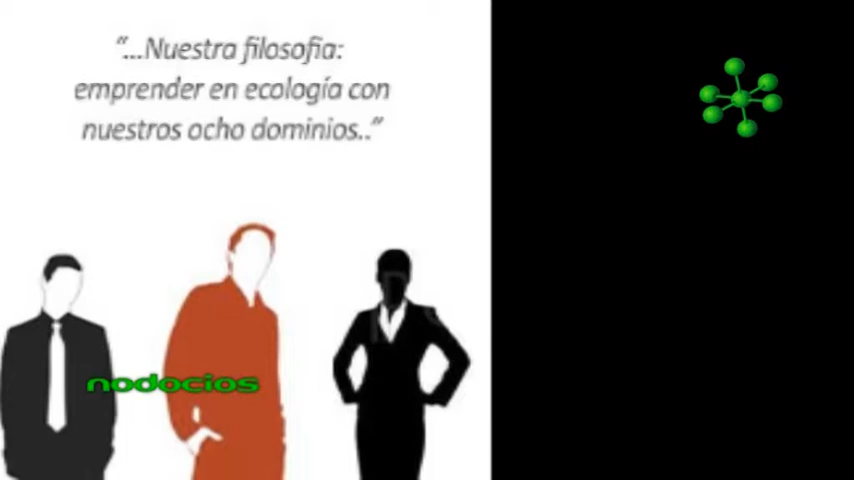 "...Nuestra filosofia:
emprender en ecología con
nuestros ocho dominios.."
nodocios